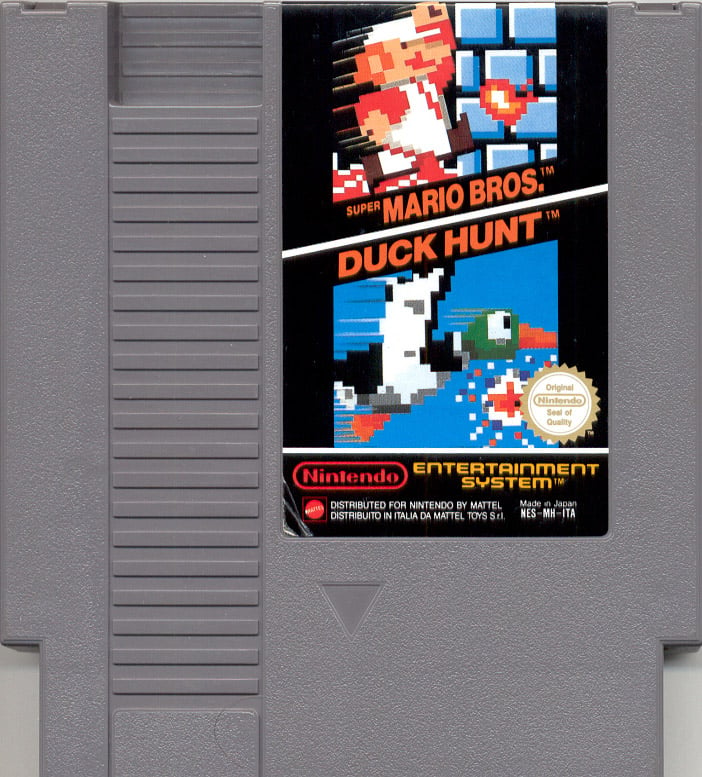 SUPER MARIO BROS.™
DUCK HUNT™
Original
Nintendo
Seal of
Quality
™
Nintendo ENTERTAINMENT
SYSTEM™
MATTEL
DISTRIBUTED FOR NINTENDO BY MATTEL
DISTRIBUITO IN ITALIA DA MATTEL TOYS S.r.l.
Made in Japan
NES-MH-ITA